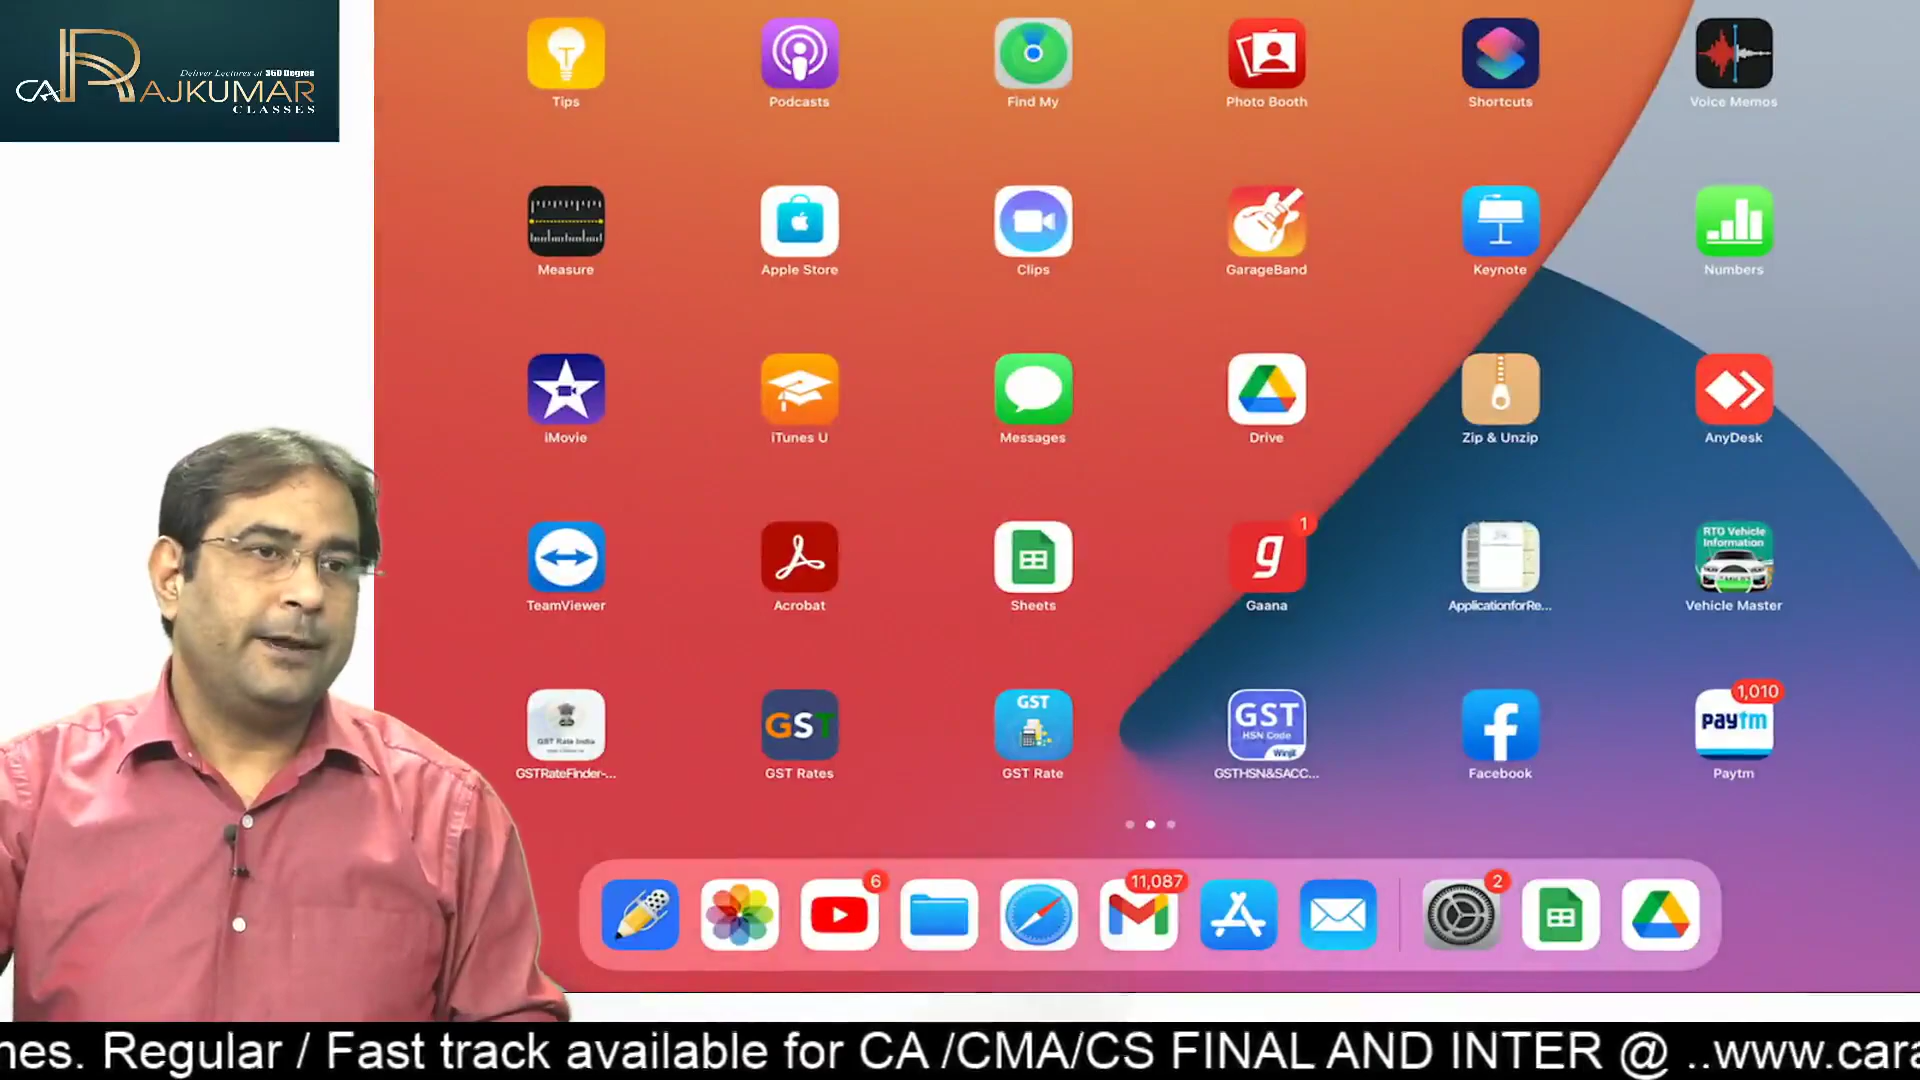 Deliver Lectures at 360 Degree
CA RAJKUMAR
CLASSES
Tips
Podcasts
Find My
Photo Booth
Shortcuts
Voice Memos
Measure
Apple Store
Clips
GarageBand
Keynote
Numbers
iMovie
iTunes U
Messages
Drive
Zip & Unzip
AnyDesk
RTO Vehicle
Information
1
TeamViewer
Acrobat
Sheets
Gaana
ApplicationforRe...
Vehicle Master
GST Rate India
GST
GST
GST
HSN Code
Winjit
1,010
paytm
GSTRateFinder-...
GST Rates
GST Rate
GSTHSN&SACC...
Facebook
Paytm
6
11,087
2
nes. Regular / Fast track available for CA /CMA/CS FINAL AND INTER @ ..www.cara